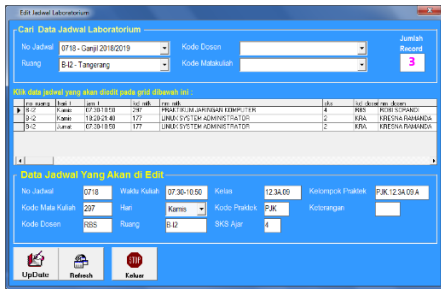 Edit Jadwal Laboratorium
Cari Data Jadwal Laboratorium
No Jadwal 0718 - Ganjil 2018/2019 Kode Dosen Jumlah Record
Ruang B-I2 - Tangerang Kode Matakuliah 3
Klik data jadwal yang akan diedit pada grid dibawah ini :
no_ruang hari_t jam_t kd_mtk nm_mtk sks kd_dosen nm_dosen
B-I2 Kamis 07:30-10:50 297 PRAKTIKUM JARINGAN KOMPUTER 4 RBS
B-I2 Kamis 19:20-21:40 177 LINUX SYSTEM ADMINISTRATOR 2 KRA KRESNA RAMANDA
B-I2 Jumat 07:30-10:50 177 LINUX SYSTEM ADMINISTRATOR 2 KRA KRESNA RAMANDA
Data Jadwal Yang Akan di Edit
No Jadwal 0718 Waktu Kuliah 07:30-10:50 Kelas 12.3A.09 Kelompok Praktek PJK.12.3A.09.A
Kode Mata Kuliah 297 Hari Kamis Kode Praktek PJK Keterangan
Kode Dosen RBS Ruang B-I2 SKS Ajar 4
STOP
UpDate Refresh Keluar